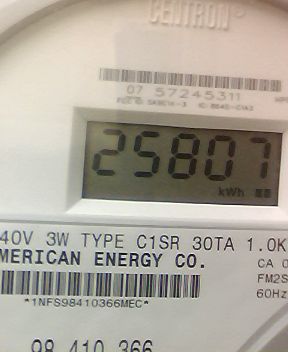 CENTRON®
07 57245311
25807
kWh
40V 3W TYPE C1SR 30TA 1.0K
MERICAN ENERGY CO.
CA 0
FM2S
60Hz
*1NFS98410366MEC*
98 410 366